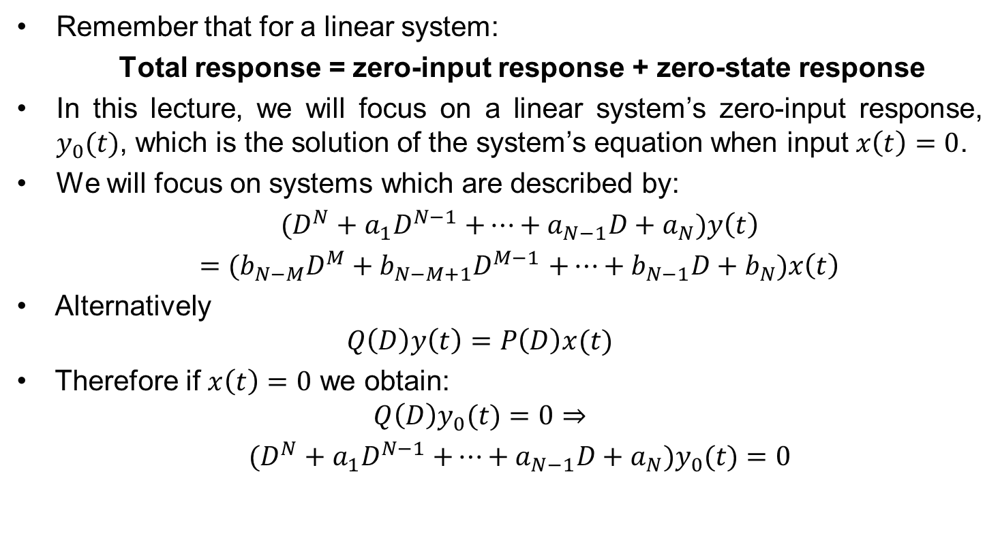 • Remember that for a linear system:
Total response = zero-input response + zero-state response
• In this lecture, we will focus on a linear system’s zero-input response,
𝑦₀(𝑡), which is the solution of the system’s equation when input 𝑥(𝑡) = 0.
• We will focus on systems which are described by:
$(D^N + a_1 D^{N-1} + \cdots + a_{N-1} D + a_N) y(t)$
$= (b_{N-M} D^M + b_{N-M+1} D^{M-1} + \cdots + b_{N-1} D + b_N) x(t)$
• Alternatively
$Q(D)y(t) = P(D)x(t)$
• Therefore if $x(t) = 0$ we obtain:
$Q(D)y_0(t) = 0 \Rightarrow$
$(D^N + a_1 D^{N-1} + \cdots + a_{N-1} D + a_N) y_0(t) = 0$